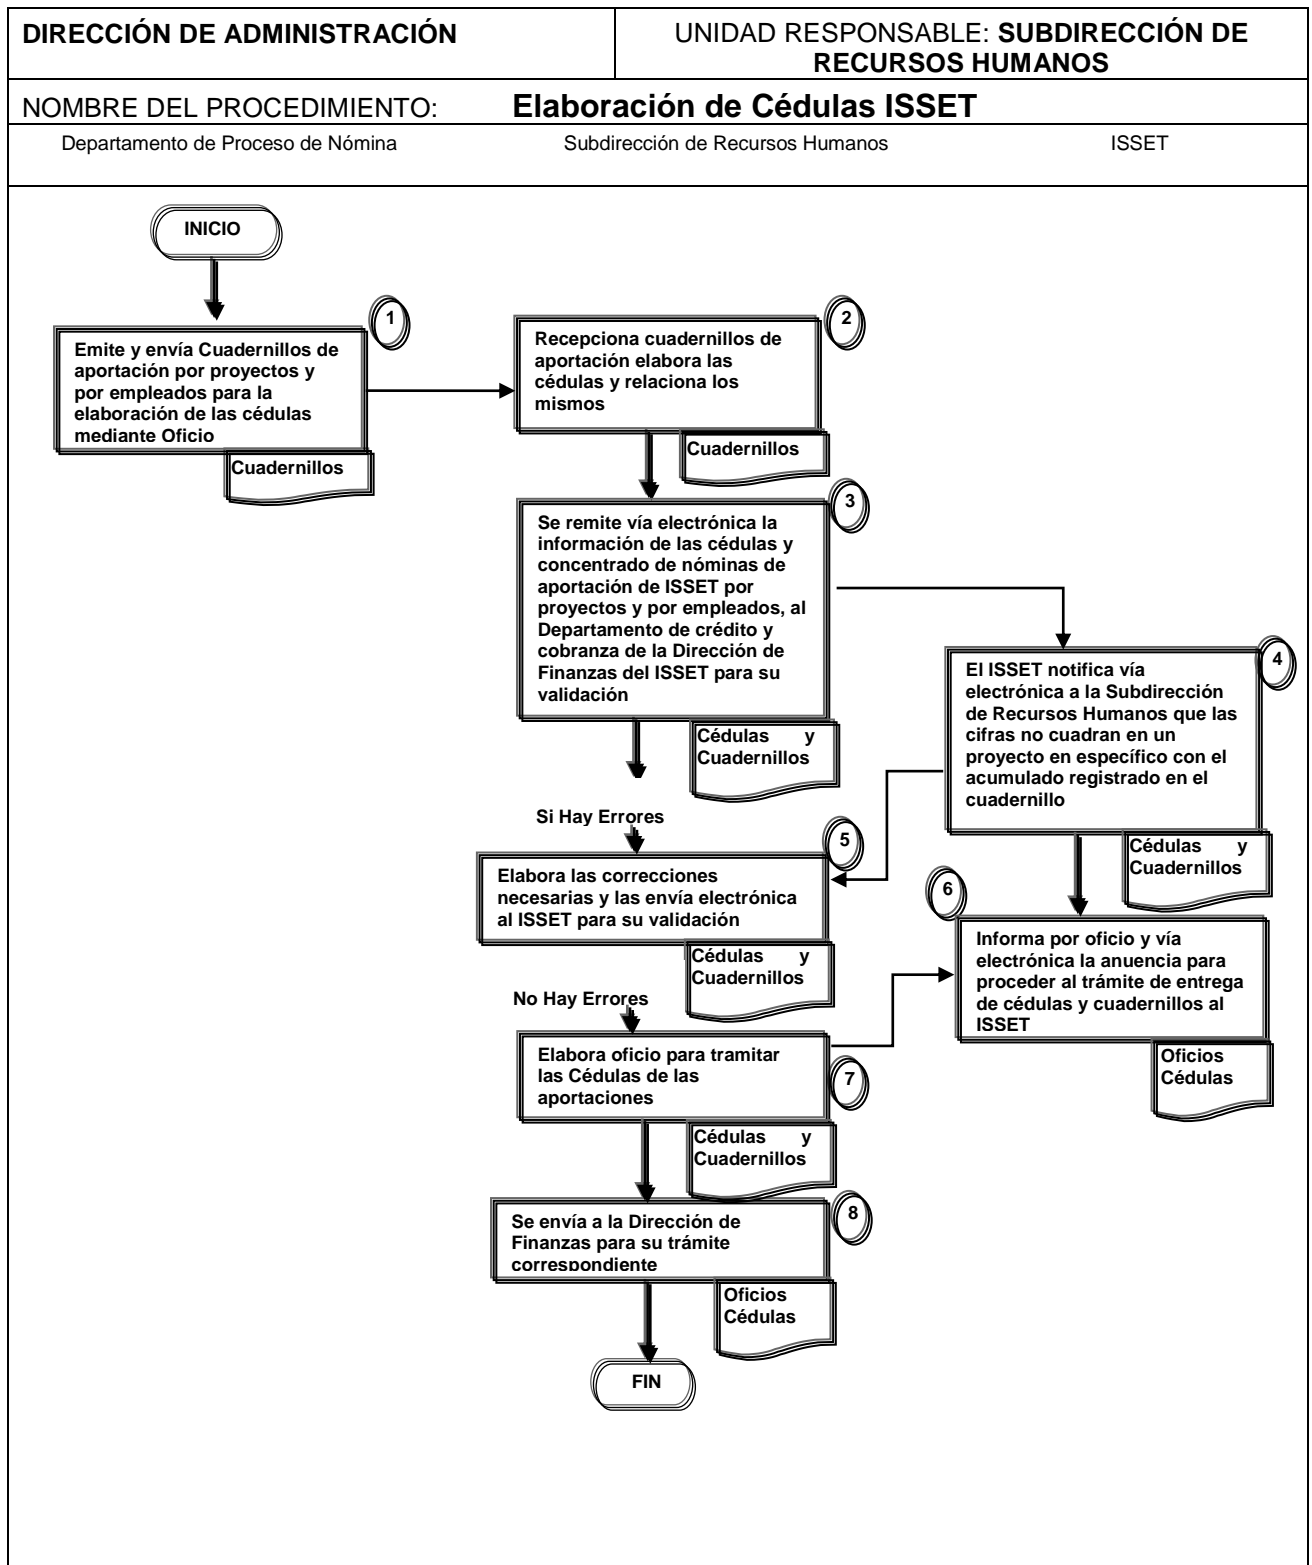 DIRECCIÓN DE ADMINISTRACIÓN
UNIDAD RESPONSABLE: SUBDIRECCIÓN DE
RECURSOS HUMANOS
NOMBRE DEL PROCEDIMIENTO: Elaboración de Cédulas ISSET
Departamento de Proceso de Nómina
Subdirección de Recursos Humanos
ISSET
INICIO
1
Emite y envía Cuadernillos de
aportación por proyectos y
por empleados para la
elaboración de las cédulas
mediante Oficio
Cuadernillos
2
Recepciona cuadernillos de
aportación elabora las
cédulas y relaciona los
mismos
Cuadernillos
3
Se remite vía electrónica la
información de las cédulas y
concentrado de nóminas de
aportación de ISSET por
proyectos y por empleados, al
Departamento de crédito y
cobranza de la Dirección de
Finanzas del ISSET para su
validación
Cédulas y
Cuadernillos
4
El ISSET notifica vía
electrónica a la Subdirección
de Recursos Humanos que las
cifras no cuadran en un
proyecto en específico con el
acumulado registrado en el
cuadernillo
Cédulas y
Cuadernillos
Si Hay Errores
5
Elabora las correcciones
necesarias y las envía electrónica
al ISSET para su validación
Cédulas y
Cuadernillos
6
Informa por oficio y vía
electrónica la anuencia para
proceder al trámite de entrega
de cédulas y cuadernillos al
ISSET
Oficios
Cédulas
No Hay Errores
Elabora oficio para tramitar
las Cédulas de las
aportaciones
7
Cédulas y
Cuadernillos
8
Se envía a la Dirección de
Finanzas para su trámite
correspondiente
Oficios
Cédulas
FIN